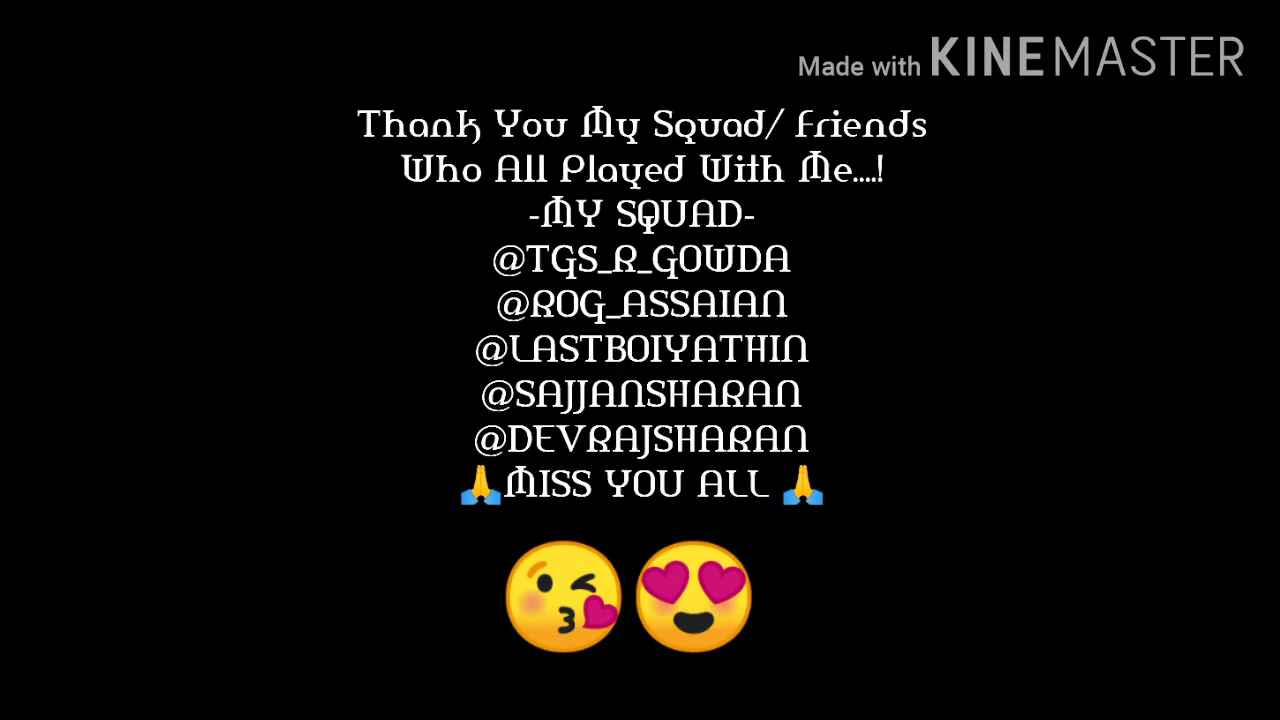 Made with KINEMASTER
Thank You My Squad/ Friends
Who All Played With Me....!
-MY SQUAD-
@TGS_R_GOWDA
@ROG_ASSAIAN
@LASTBOIYATHIN
@SAJJANSHARAN
@DEVRAJSHARAN
🙏MISS YOU ALL 🙏
😘😍